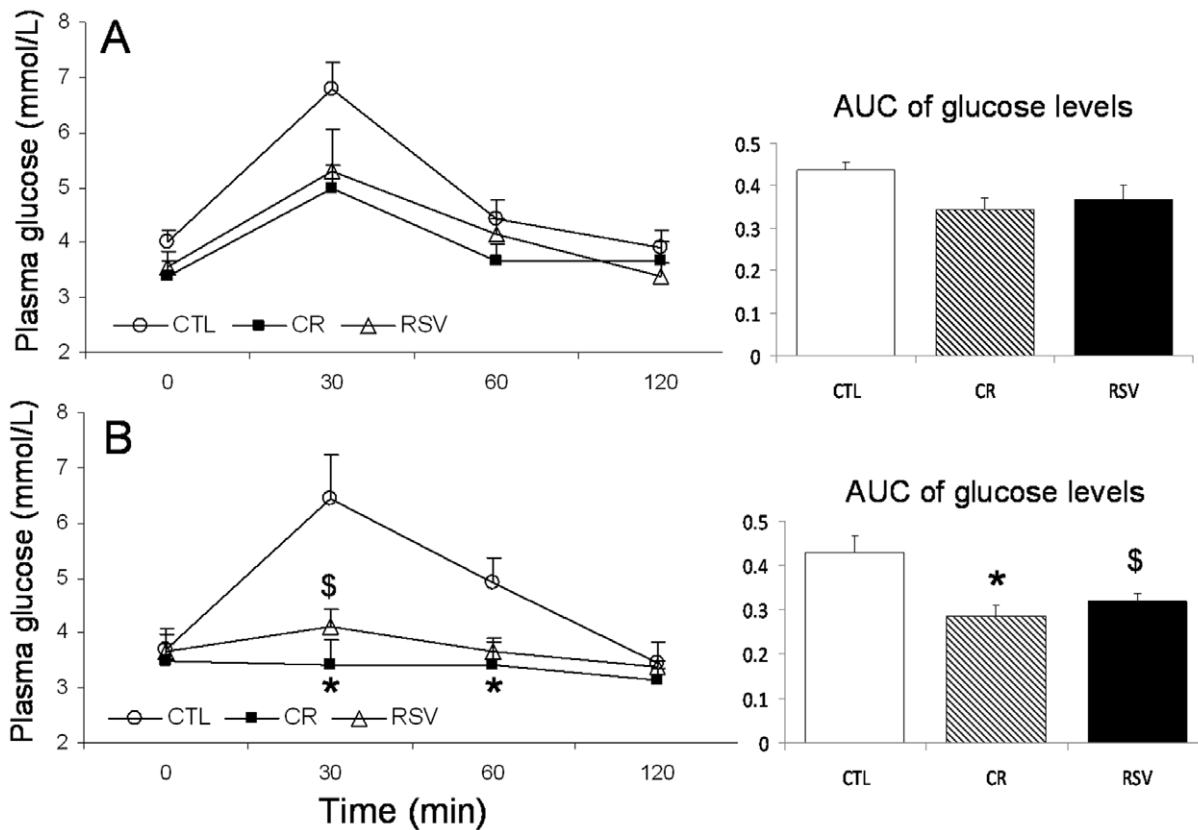 A
Plasma glucose (mmol/L)
8
7
6
5
4
3
2
CTL CR RSV
0 30 60 120
AUC of glucose levels
0.5
0.4
0.3
0.2
0.1
0
CTL CR RSV
B
Plasma glucose (mmol/L)
8
7
6
5
4
3
2
$
* *
CTL CR RSV
0 30 60 120
Time (min)
AUC of glucose levels
0.5
0.4
0.3
0.2
0.1
0
* $
CTL CR RSV